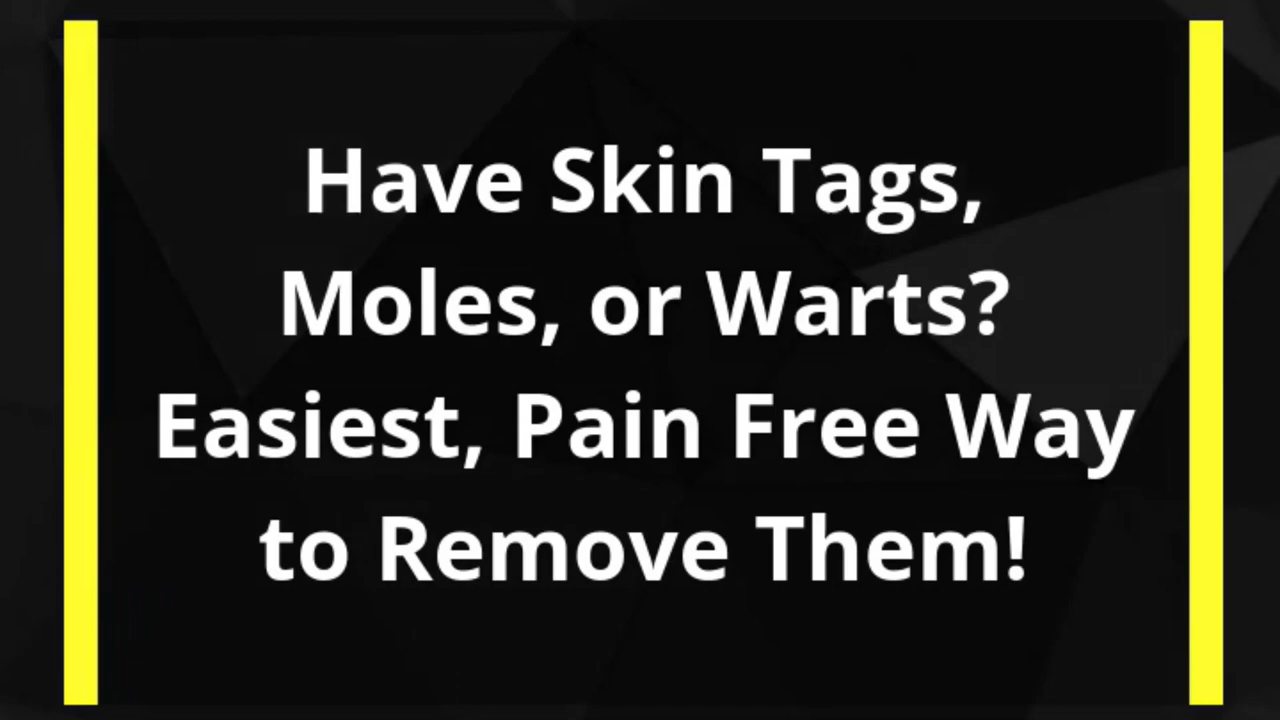 Have Skin Tags,
Moles, or Warts?
Easiest, Pain Free Way
to Remove Them!